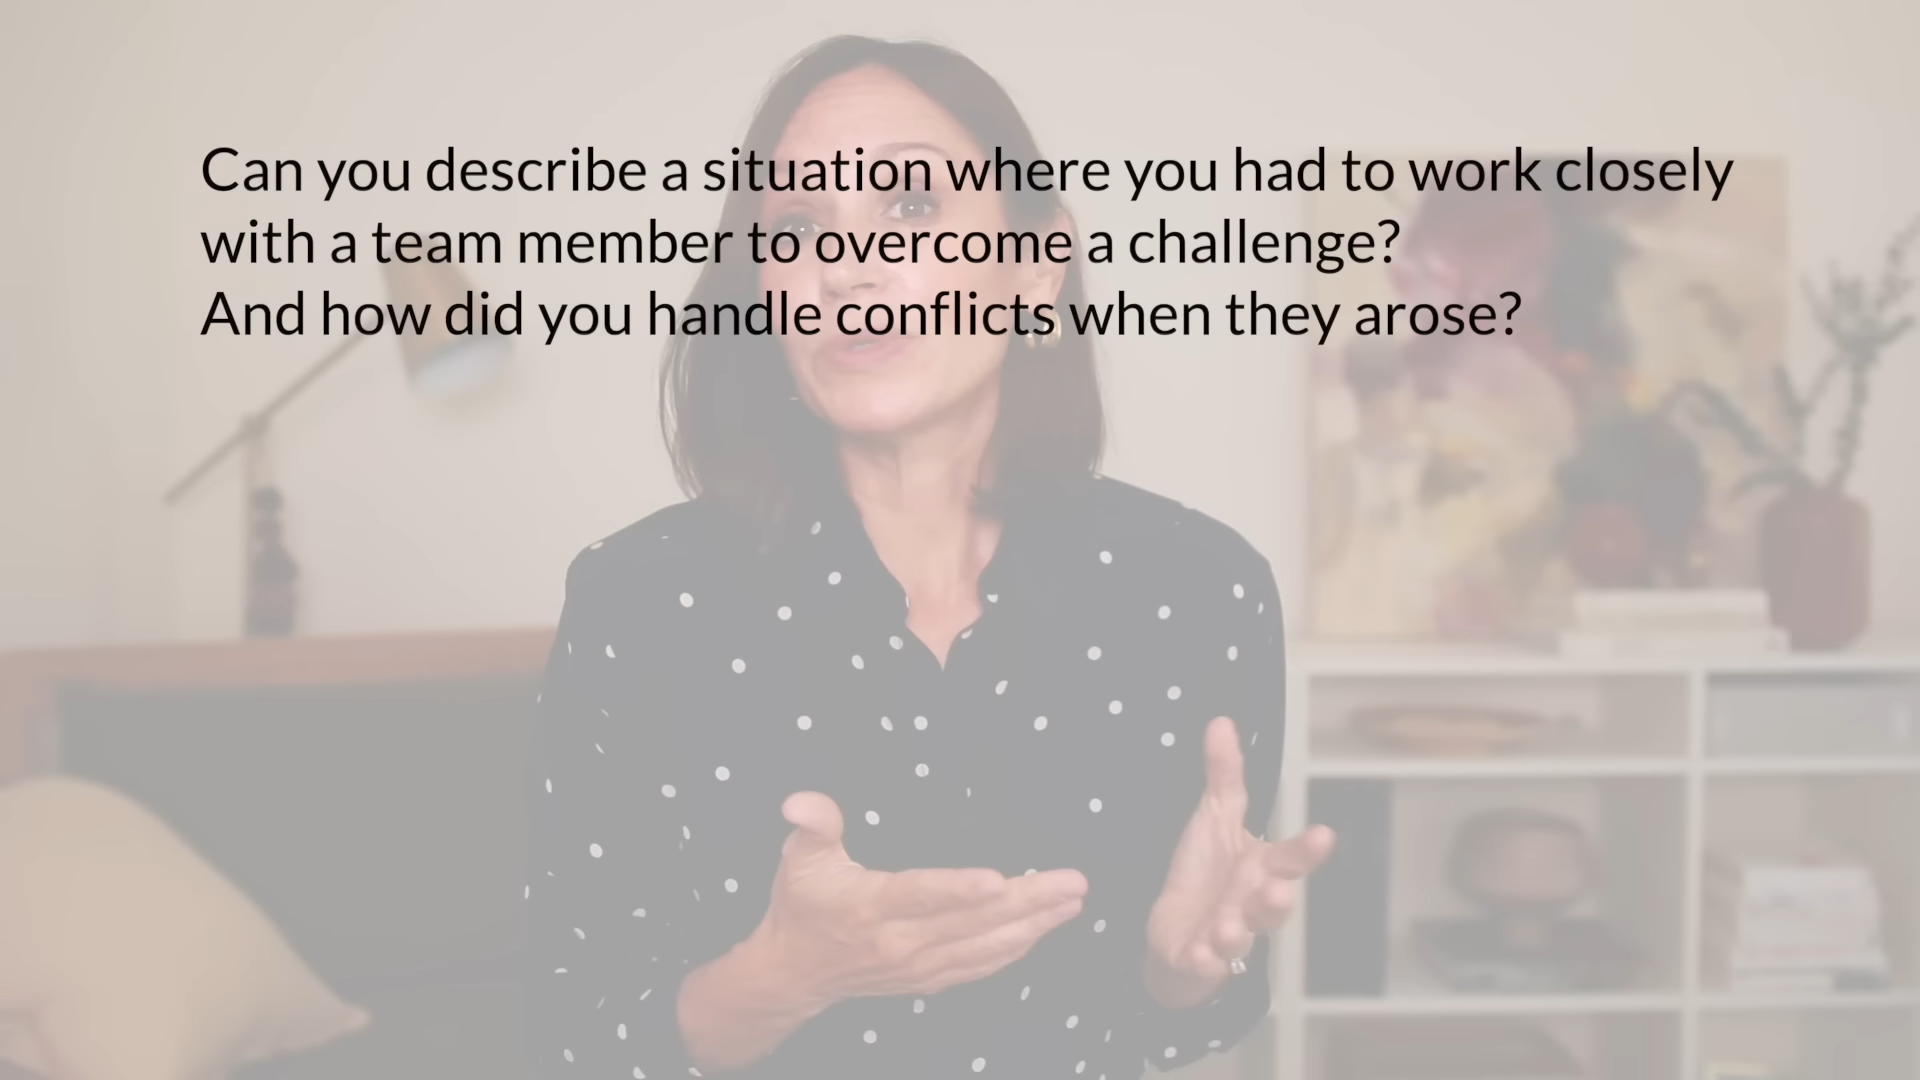 Can you describe a situation where you had to work closely
with a team member to overcome a challenge?
And how did you handle conflicts when they arose?